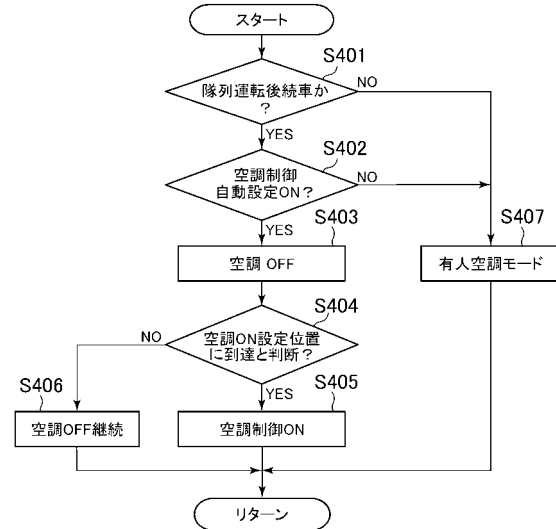 スタート
S401
隊列運転後続車か
?
NO
YES
S402
空調制御
自動設定ON?
NO
YES
S403
空調 OFF
S407
有人空調モード
S404
空調ON設定位置
に到達と判断?
NO
YES
S406
空調OFF継続
S405
空調制御ON
リターン